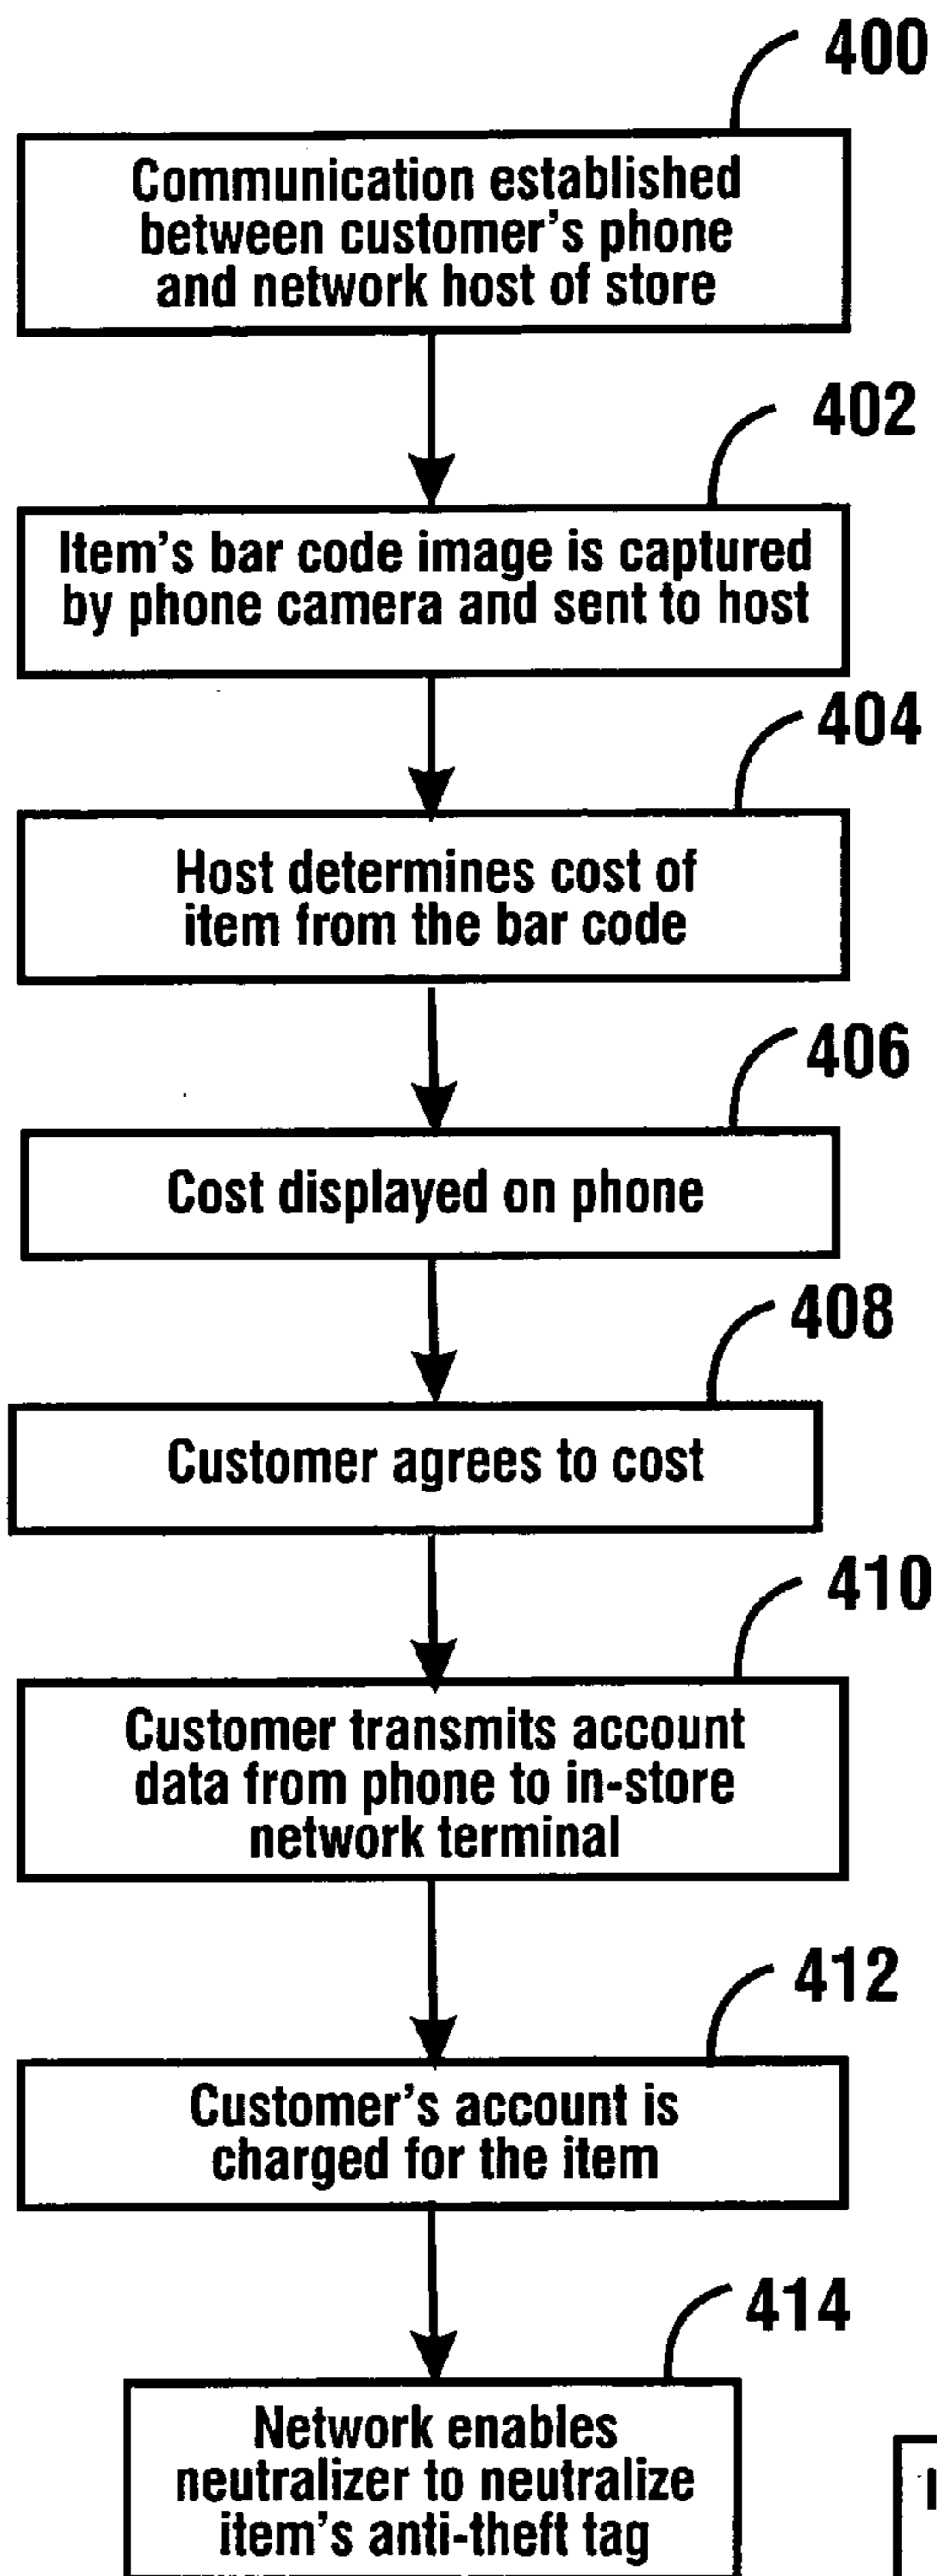 400
Communication established
between customer's phone
and network host of store
402
Item's bar code image is captured
by phone camera and sent to host
404
Host determines cost of
item from the bar code
406
Cost displayed on phone
408
Customer agrees to cost
410
Customer transmits account
data from phone to in-store
network terminal
412
Customer's account is
charged for the item
414
Network enables
neutralizer to neutralize
item's anti-theft tag